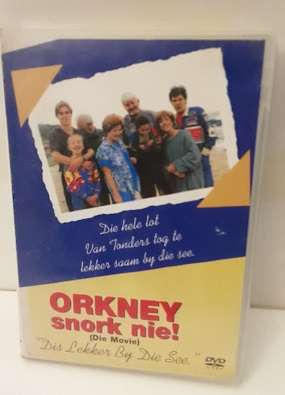 Die hele lot
Van Tonders tog te
lekker saam by die see.
ORKNEY
snork nie!
(Die Movie)
"Dis Lekker By Die See."
DVD